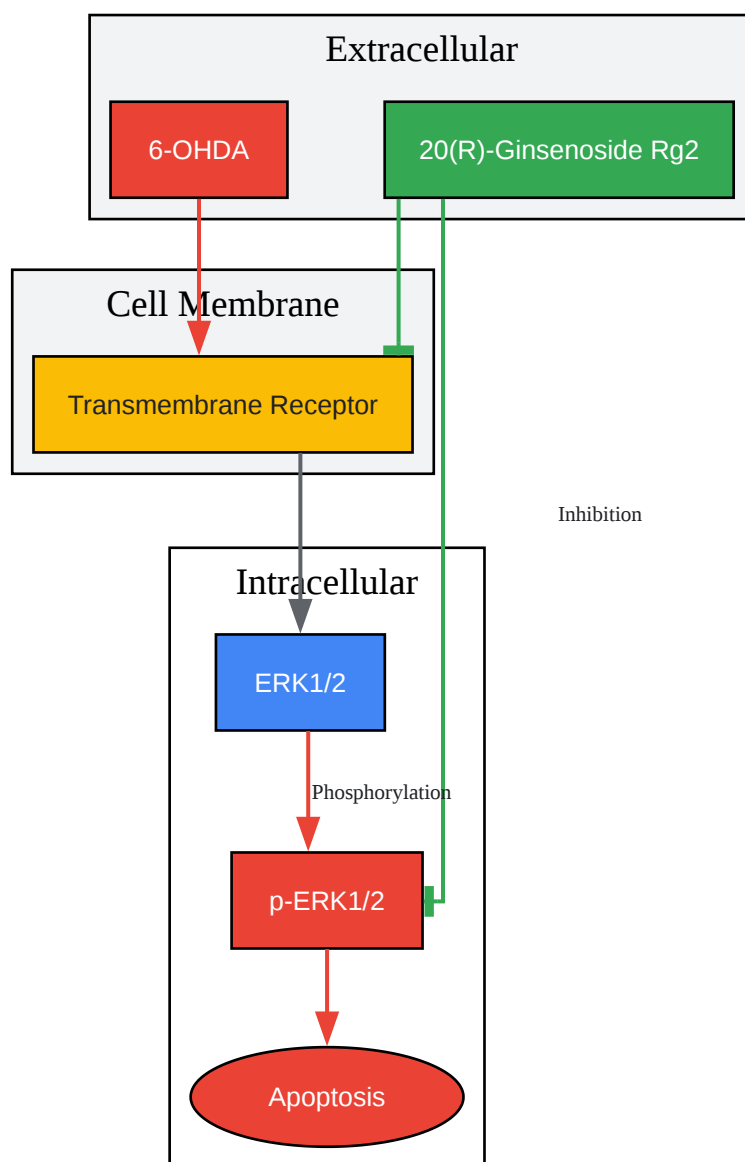 Extracellular
6-OHDA
20(R)-Ginsenoside Rg2
Cell Membrane
Transmembrane Receptor
Inhibition
Intracellular
ERK1/2
Phosphorylation
p-ERK1/2
Apoptosis